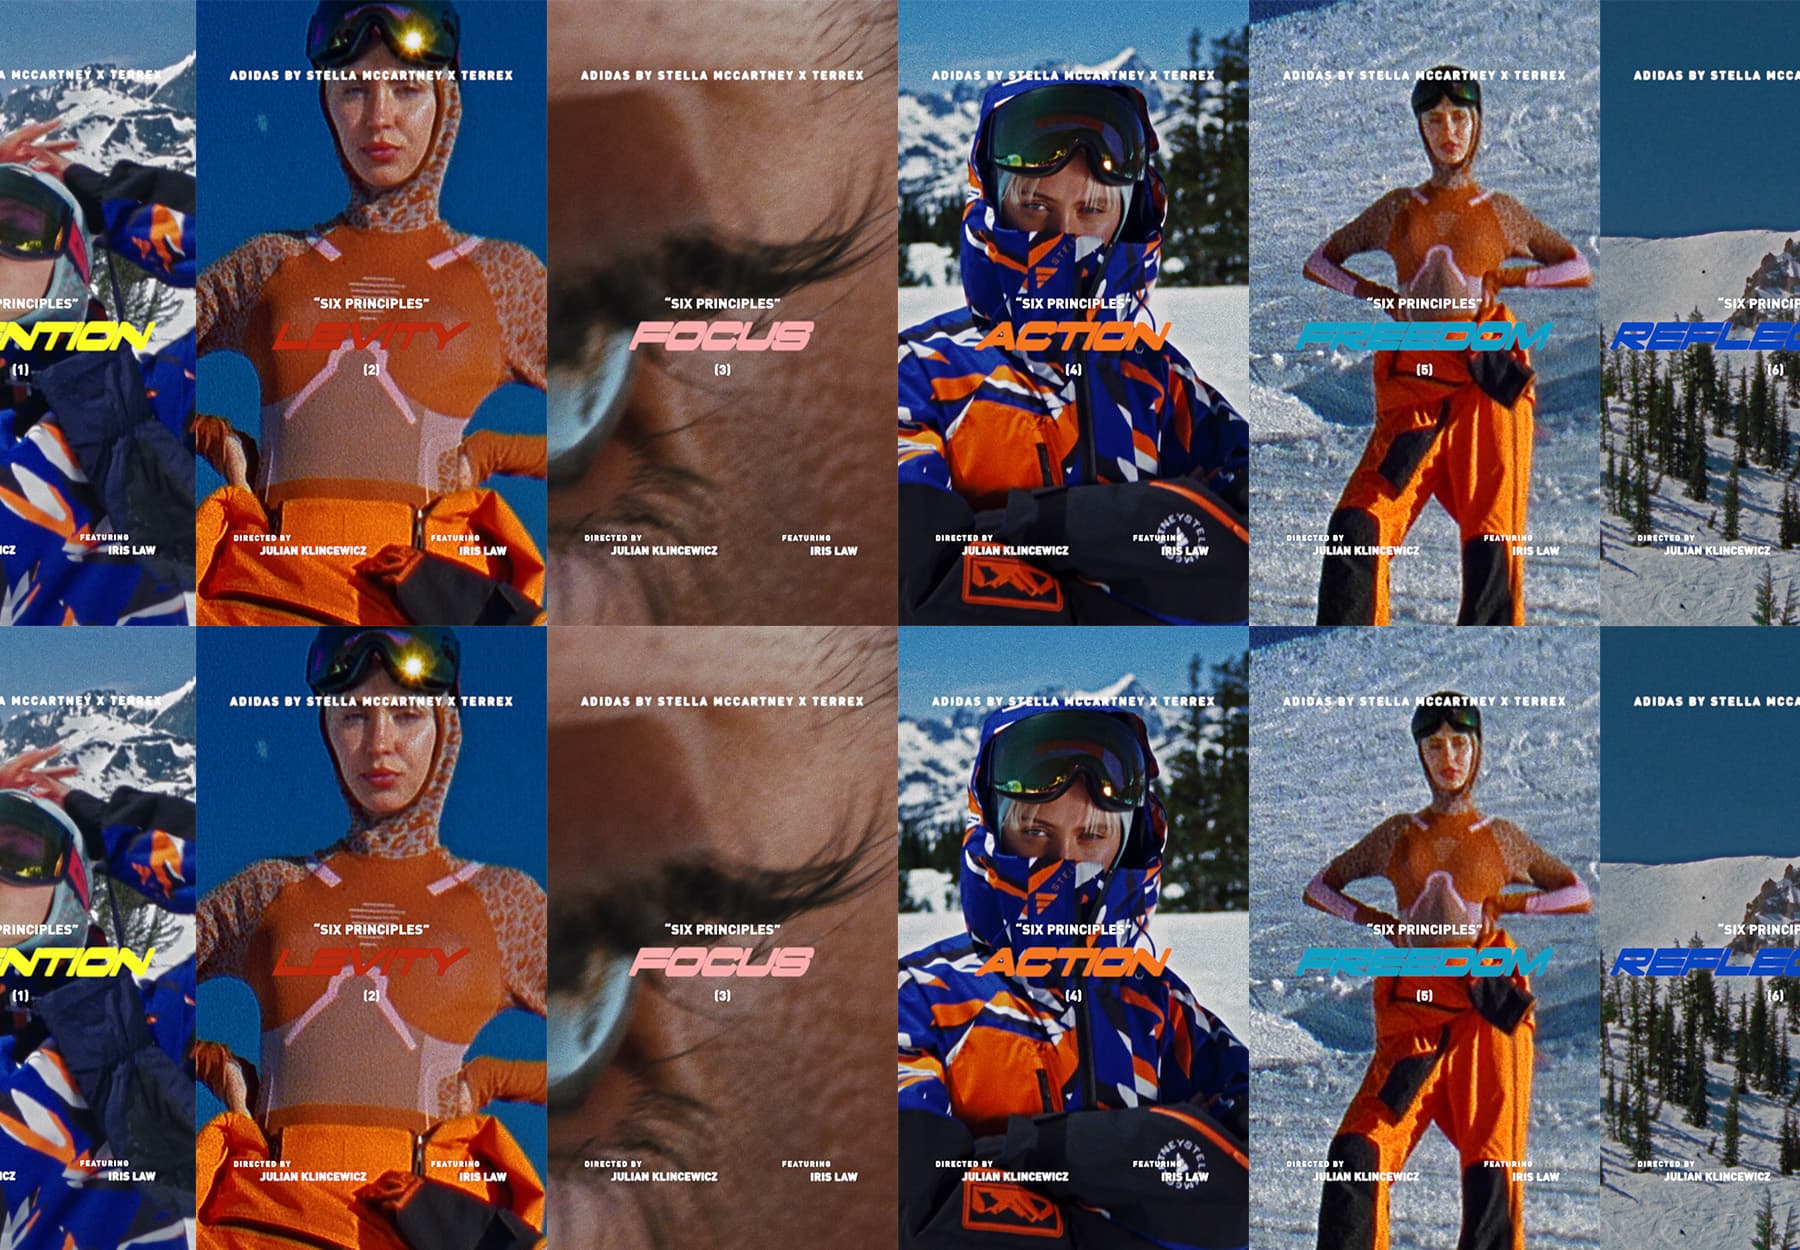 A MCCARTNEY X TERREX
PRINCIPLES”
NTION
(1)
CZ
FEATURING
IRIS LAW
ADIDAS BY STELLA MCCARTNEY X TERREX
“SIX PRINCIPLES”
LEVITY
(2)
DIRECTED BY
JULIAN KLINCEWICZ
FEATURING
IRIS LAW
ADIDAS BY STELLA MCCARTNEY X TERREX
“SIX PRINCIPLES”
FOCUS
(3)
DIRECTED BY
JULIAN KLINCEWICZ
FEATURING
IRIS LAW
ADIDAS BY STELLA MCCARTNEY X TERREX
“SIX PRINCIPLES”
ACTION
(4)
DIRECTED BY
JULIAN KLINCEWICZ
FEATURING
IRIS LAW
ADIDAS BY STELLA MCCARTNEY X TERREX
“SIX PRINCIPLES”
FREEDOM
(5)
DIRECTED BY
JULIAN KLINCEWICZ
FEATURING
IRIS LAW
ADIDAS BY STELLA MCCA
“SIX PRINCIP
REFLEC
(6)
DIRECTED BY
JULIAN KLINCEWICZ
A MCCARTNEY X TERREX
PRINCIPLES”
NTION
(1)
CZ
FEATURING
IRIS LAW
ADIDAS BY STELLA MCCARTNEY X TERREX
“SIX PRINCIPLES”
LEVITY
(2)
DIRECTED BY
JULIAN KLINCEWICZ
FEATURING
IRIS LAW
ADIDAS BY STELLA MCCARTNEY X TERREX
“SIX PRINCIPLES”
FOCUS
(3)
DIRECTED BY
JULIAN KLINCEWICZ
FEATURING
IRIS LAW
ADIDAS BY STELLA MCCARTNEY X TERREX
“SIX PRINCIPLES”
ACTION
(4)
DIRECTED BY
JULIAN KLINCEWICZ
FEATURING
IRIS LAW
ADIDAS BY STELLA MCCARTNEY X TERREX
“SIX PRINCIPLES”
FREEDOM
(5)
DIRECTED BY
JULIAN KLINCEWICZ
FEATURING
IRIS LAW
ADIDAS BY STELLA MCCA
“SIX PRINCIP
REFLEC
(6)
DIRECTED BY
JULIAN KLINCEWICZ